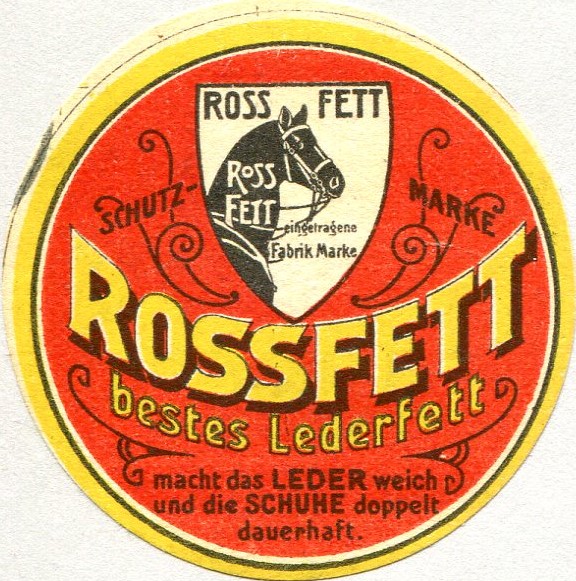 ROSS FETT
ROSS
FETT
eingetragene
Fabrik Marke
SCHUTZ- MARKE
ROSSFETT
bestes Lederfett
macht das LEDER weich
und die SCHUHE doppelt
dauerhaft.